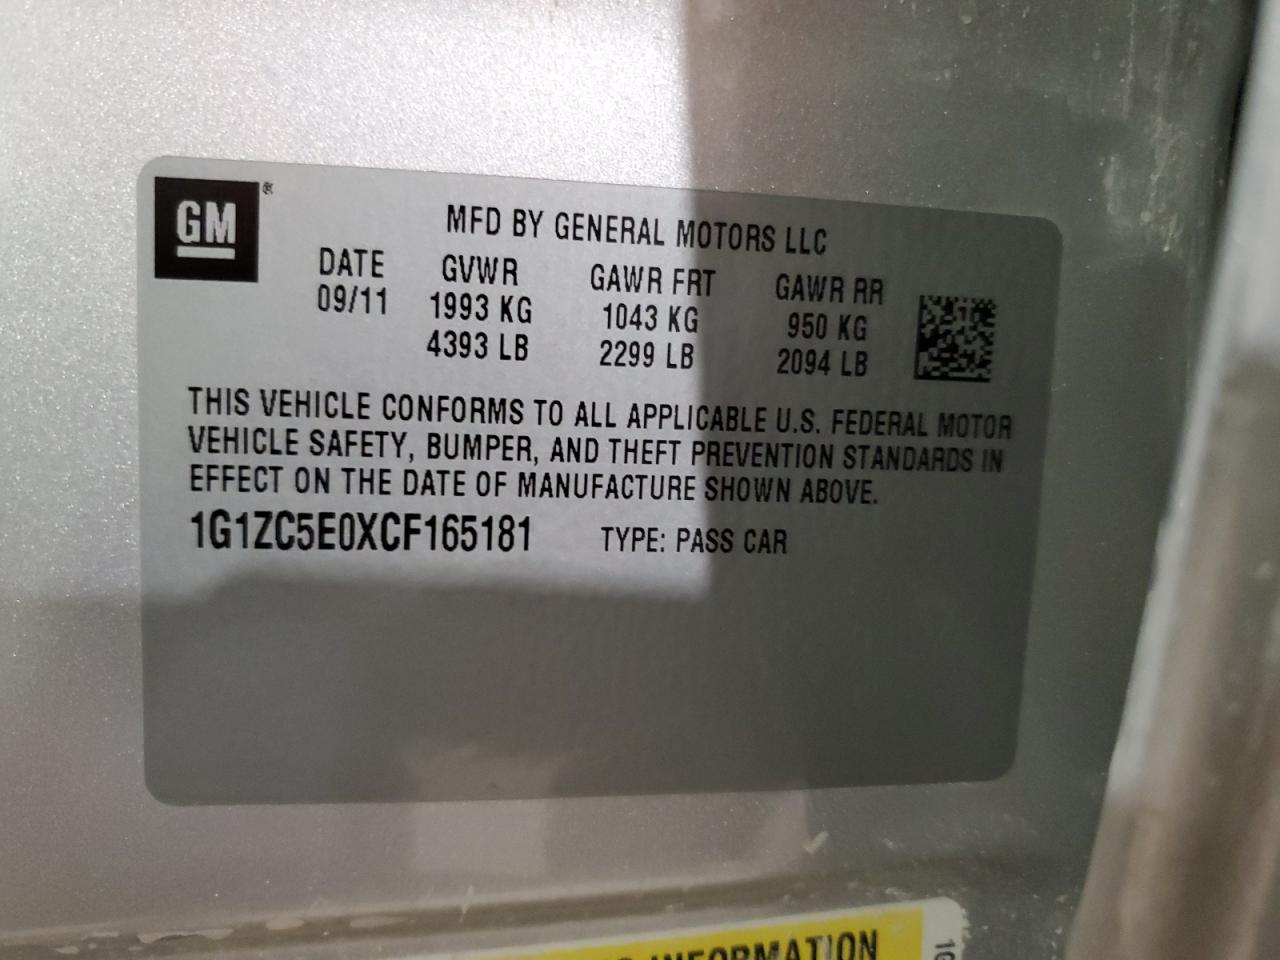 GM®
MFD BY GENERAL MOTORS LLC
DATE GVWR GAWR FRT GAWR RR
09/11 1993 KG 1043 KG 950 KG
4393 LB 2299 LB 2094 LB
THIS VEHICLE CONFORMS TO ALL APPLICABLE U.S. FEDERAL MOTOR
VEHICLE SAFETY, BUMPER, AND THEFT PREVENTION STANDARDS IN
EFFECT ON THE DATE OF MANUFACTURE SHOWN ABOVE.
1G1ZC5E0XCF165181 TYPE: PASS CAR
INFORMATION